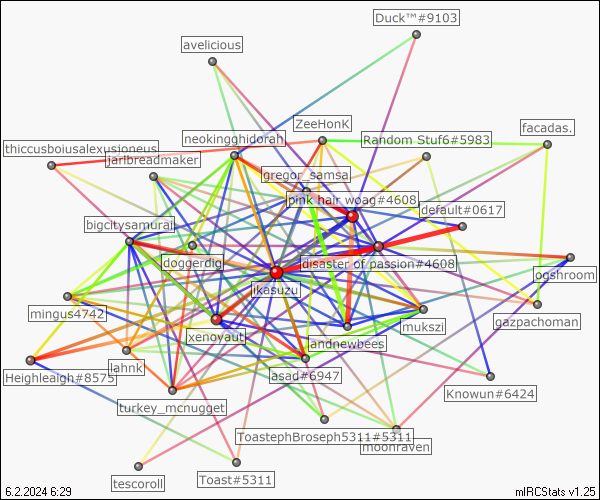 Duck™#9103
avelicious
ZeeHonK
facadas.
neokingghidorah
Random Stuf6#5983
thiccusboiusalexusioneus
jarlbreadmaker
gregor_samsa
pink hair woag#4608
default#0617
bigcitysamurai
doggerdig
disaster of passion#4608
ogshroom
ikasuzu
mingus4742
gazpachoman
mukszi
xenoyaut
andnewbees
lahnk
asad#6947
Heighleaigh#8575
Knowun#6424
turkey_mcnugget
ToastephBroseph5311#5311
moonraven
tescoroll
Toast#5311
6.2.2024 6:29
mIRCStats v1.25